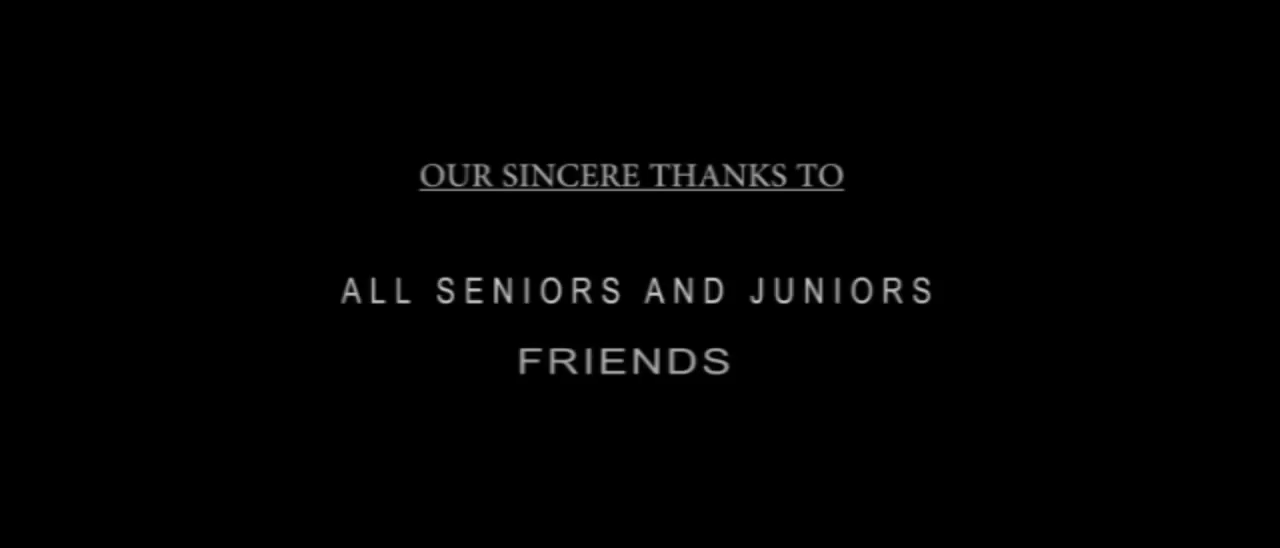 OUR SINCERE THANKS TO
ALL SENIORS AND JUNIORS
FRIENDS